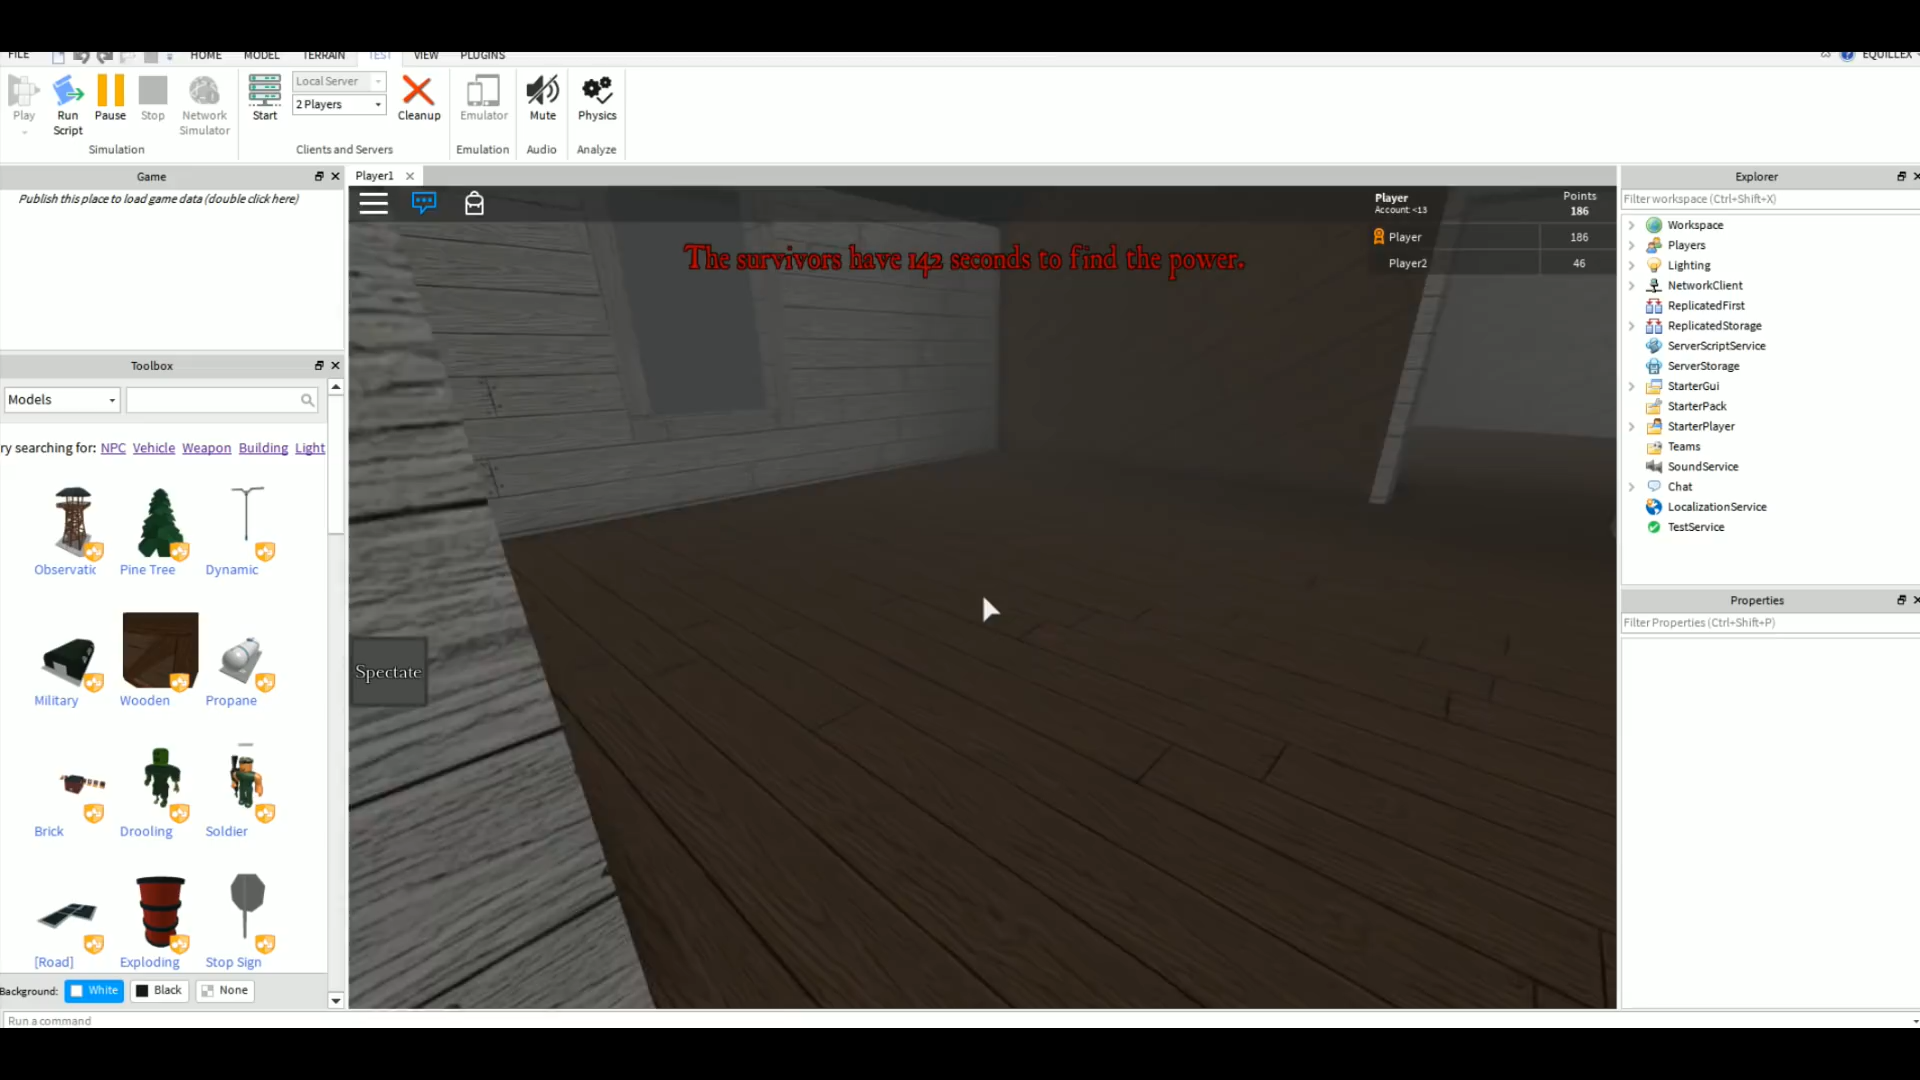 FILE HOME MODEL TERRAIN TEST VIEW PLUGINS EQUILLEX
Play Run Script Pause Stop Network Simulator Start Local Server 2 Players Cleanup Emulator Mute Physics
Simulation Clients and Servers Emulation Audio Analyze
Game
Publish this place to load game data (double click here)
Toolbox
Models
ry searching for: NPC Vehicle Weapon Building Light
Observatic Pine Tree Dynamic
Military Wooden Propane
Brick Drooling Soldier
[Road] Exploding Stop Sign
Background: White Black None
Run a command
Player1
Player Points
Account: <13 186
Player 186
Player2 46
The survivors have 142 seconds to find the power.
Spectate
Explorer
Filter workspace (Ctrl+Shift+X)
Workspace
Players
Lighting
NetworkClient
ReplicatedFirst
ReplicatedStorage
ServerScriptService
ServerStorage
StarterGui
StarterPack
StarterPlayer
Teams
SoundService
Chat
LocalizationService
TestService
Properties
Filter Properties (Ctrl+Shift+P)